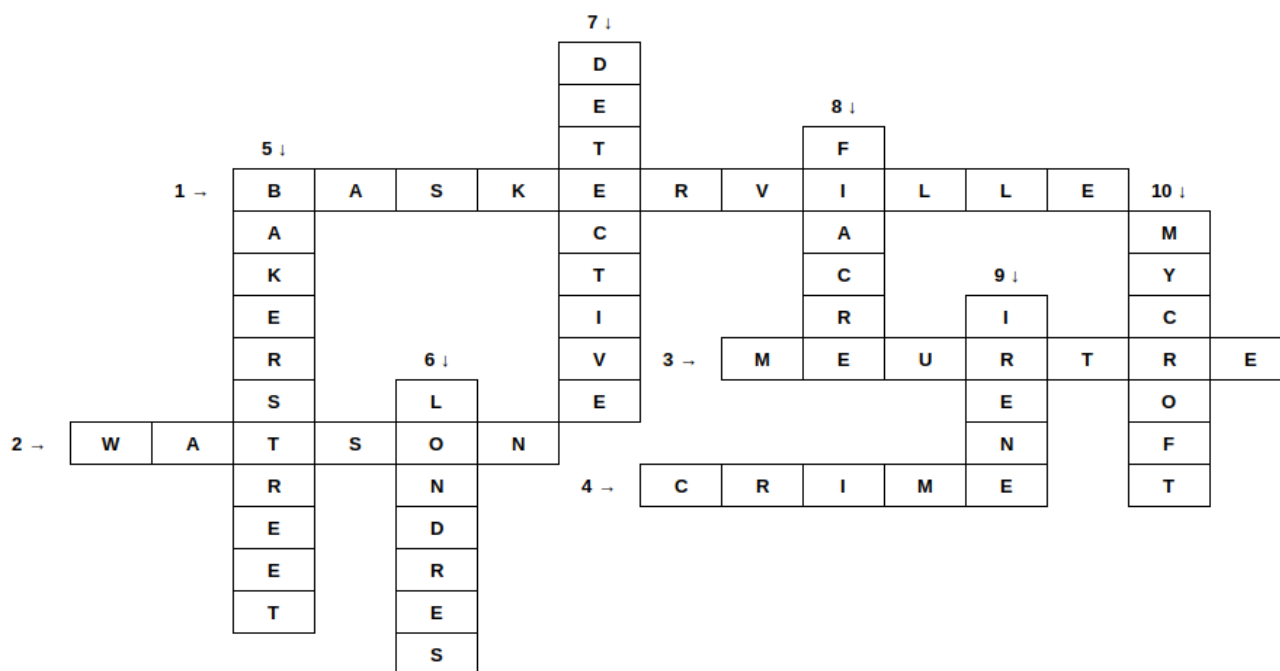 7 ↓
D
E 8 ↓
5 ↓ T F
1 → B A S K E R V I L L E 10 ↓
A C A M
K T C 9 ↓ Y
E I R I C
R 6 ↓ V 3 → M E U R T R E
S L E E O
2 → W A T S O N N F
R N 4 → C R I M E T
E D
E R
T E
S